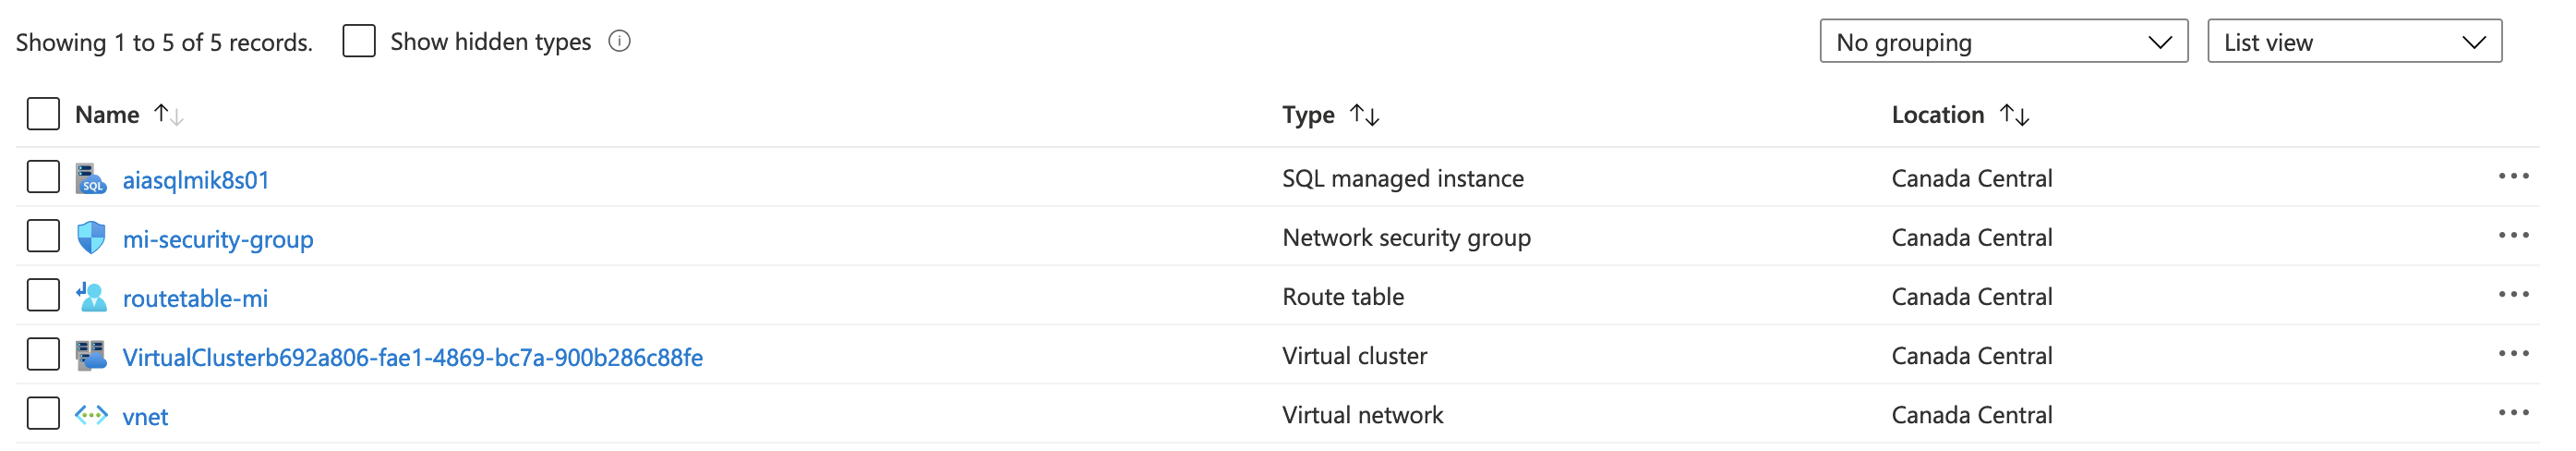 Showing 1 to 5 of 5 records. Show hidden types No grouping List view
Name Type Location
aiasqlmik8s01 SQL managed instance Canada Central
mi-security-group Network security group Canada Central
routetable-mi Route table Canada Central
VirtualClusterb692a806-fae1-4869-bc7a-900b286c88fe Virtual cluster Canada Central
vnet Virtual network Canada Central